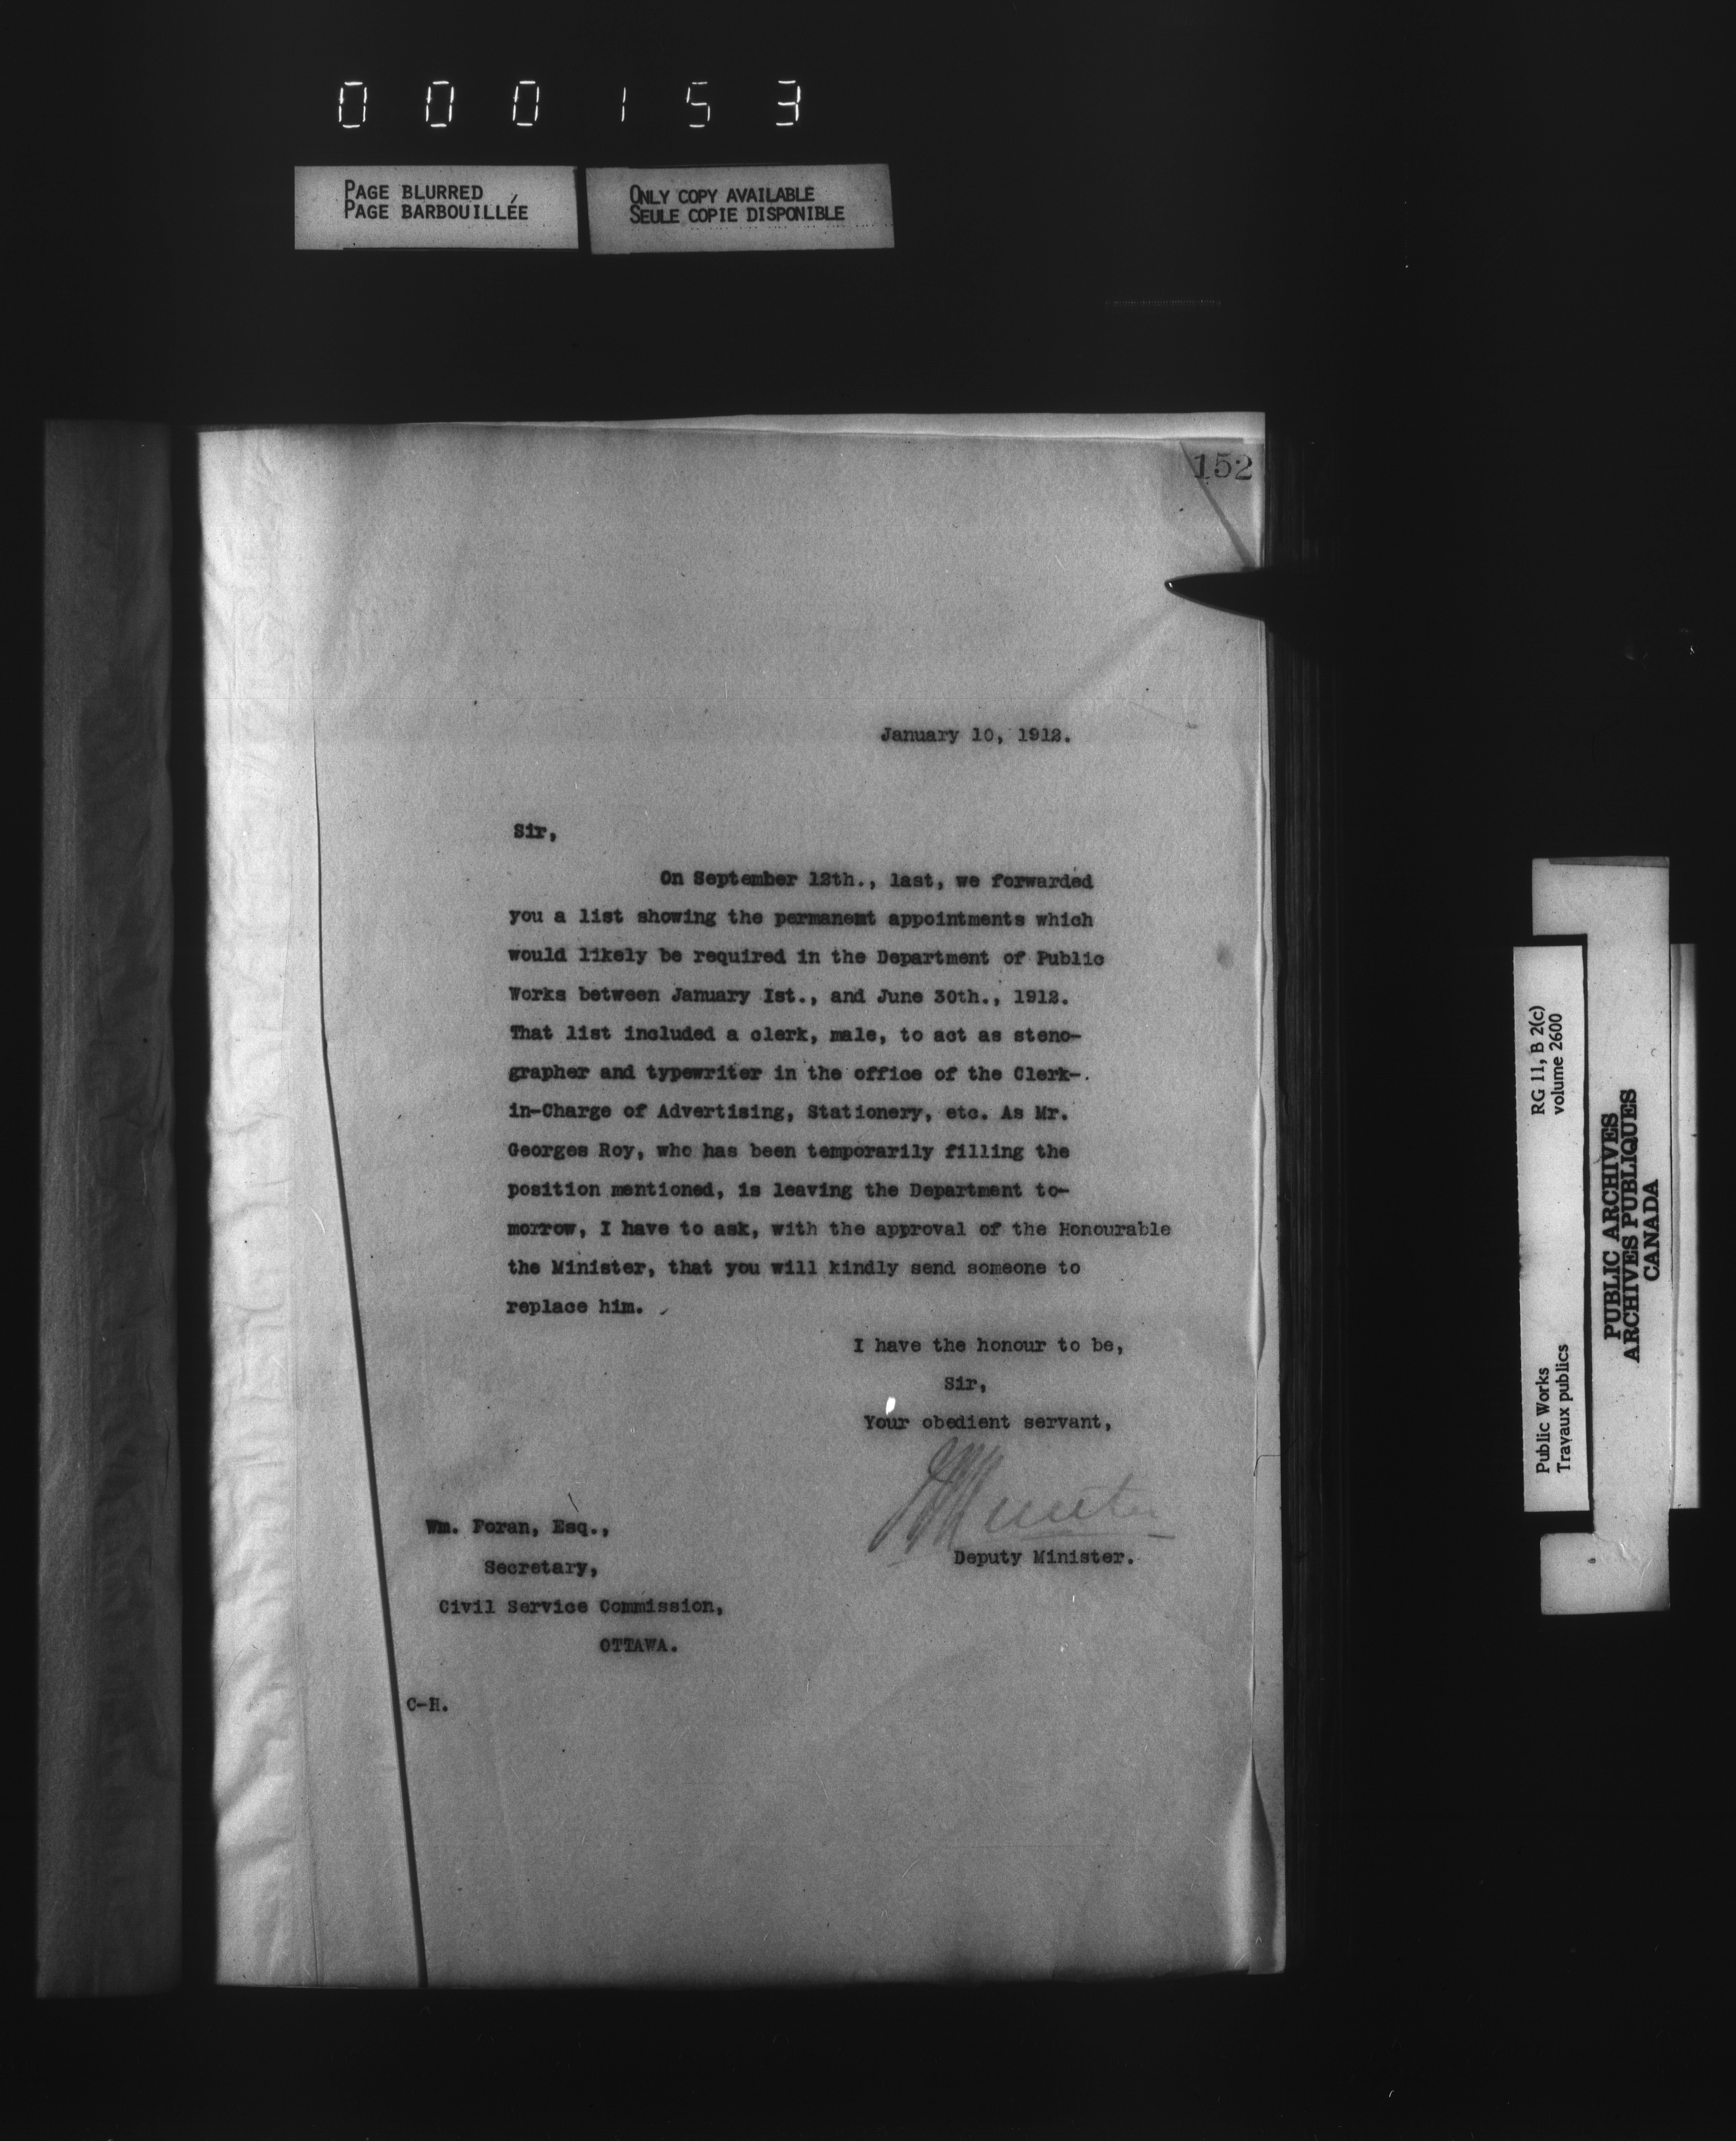 000153
PAGE BLURRED
PAGE BARBOUILLÉE
ONLY COPY AVAILABLE
SEULE COPIE DISPONIBLE
152
January 10, 1912.
Sir,
On September 12th., last, we forwarded
you a list showing the permanent appointments which
would likely be required in the Department of Public
Works between January Ist., and June 30th., 1912.
That list included a clerk, male, to act as steno-
grapher and typewriter in the office of the Clerk-
in-Charge of Advertising, Stationery, etc. As Mr.
Georges Roy, who has been temporarily filling the
position mentioned, is leaving the Department to-
morrow, I have to ask, with the approval of the Honourable
the Minister, that you will kindly send someone to
replace him.
I have the honour to be,
Sir,
Your obedient servant,
Hunter
Deputy Minister.
Wm. Foran, Esq.,
Secretary,
Civil Service Commission,
OTTAWA.
C-H.
RG 11, B 2(c)
volume 2600
Public Works
Travaux publics
PUBLIC ARCHIVES
ARCHIVES PUBLIQUES
CANADA